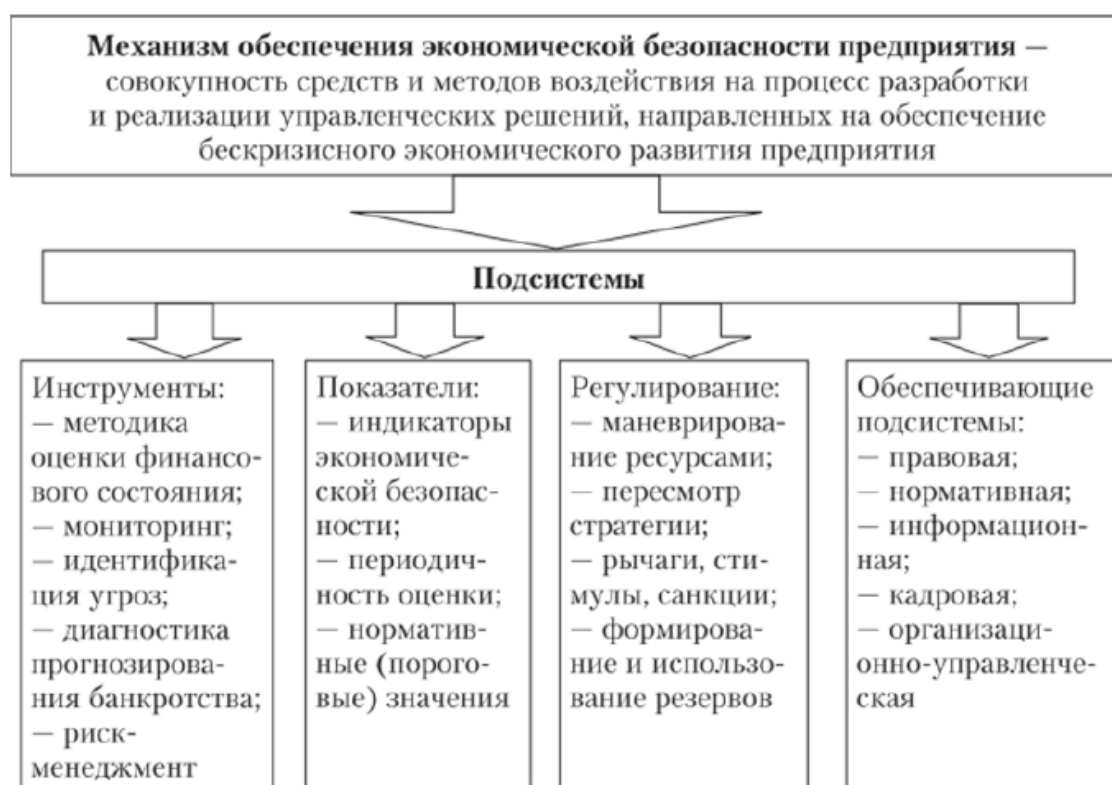 Механизм обеспечения экономической безопасности предприятия —
совокупность средств и методов воздействия на процесс разработки
и реализации управленческих решений, направленных на обеспечение
бескризисного экономического развития предприятия
Подсистемы
Инструменты:
— методика
оценки финансо-
вого состояния;
— мониторинг;
— идентифика-
ция угроз;
— диагностика
прогнозирова-
ния банкротства;
— риск-
менеджмент
Показатели:
— индикаторы
экономиче-
ской безопас-
ности;
— периодич-
ность оценки;
— норматив-
ные (порого-
вые) значения
Регулирование:
— маневрирова-
ние ресурсами;
— пересмотр
стратегии;
— рычаги, сти-
мулы, санкции;
— формирова-
ние и исполь­зо-
вание резервов
Обеспечивающие
подсистемы:
— правовая;
— нормативная;
— информацион-
ная;
— кадровая;
— организаци-
онно-управленче-
ская